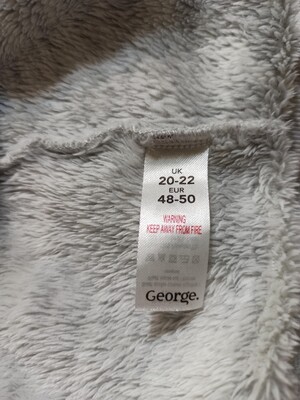 UK
20-22
EUR
48-50
WARNING
KEEP AWAY FROM FIRE
George.